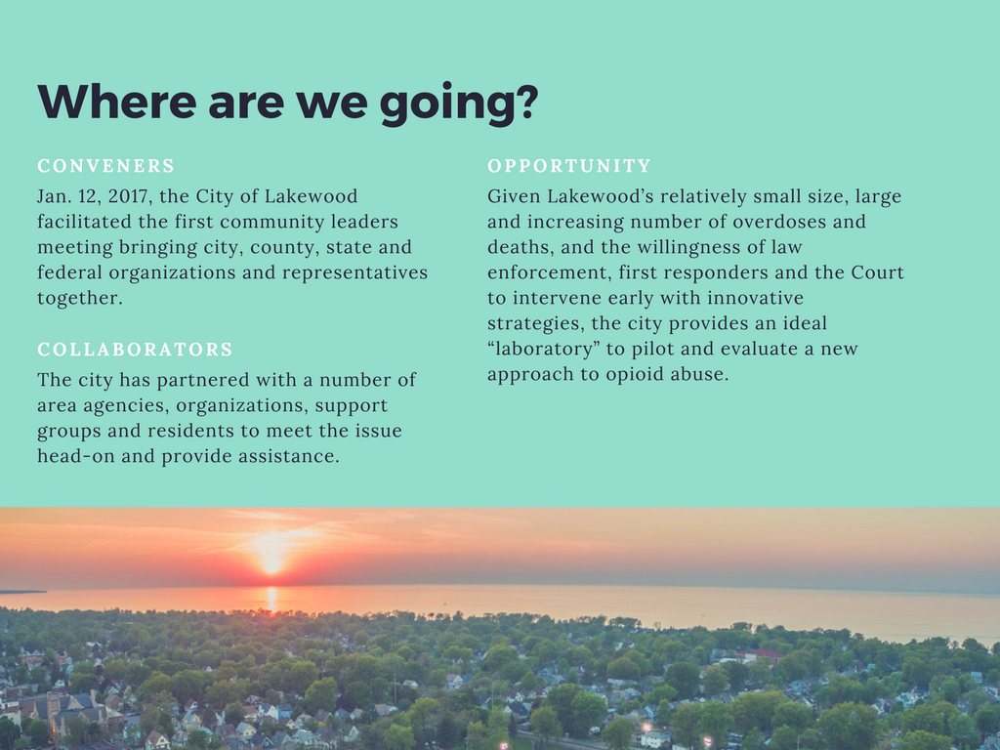 Where are we going?
CONVENERS
Jan. 12, 2017, the City of Lakewood
facilitated the first community leaders
meeting bringing city, county, state and
federal organizations and representatives
together.
COLLABORATORS
The city has partnered with a number of
area agencies, organizations, support
groups and residents to meet the issue
head-on and provide assistance.
OPPORTUNITY
Given Lakewood’s relatively small size, large
and increasing number of overdoses and
deaths, and the willingness of law
enforcement, first responders and the Court
to intervene early with innovative
strategies, the city provides an ideal
“laboratory” to pilot and evaluate a new
approach to opioid abuse.